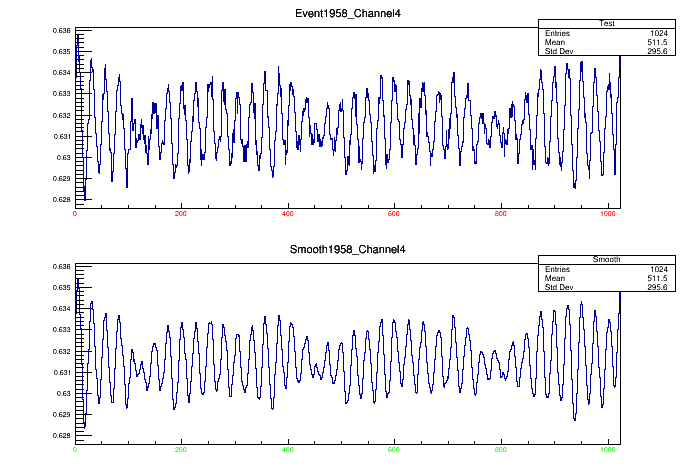 Event1958_Channel4
Test
Entries 1024
Mean 511.5
Std Dev 295.6
0.636
0.635
0.634
0.633
0.632
0.631
0.63
0.629
0.628
0 200 400 600 800 1000
Smooth1958_Channel4
Smooth
Entries 1024
Mean 511.5
Std Dev 295.6
0.636
0.635
0.634
0.633
0.632
0.631
0.63
0.629
0.628
0 200 400 600 800 1000